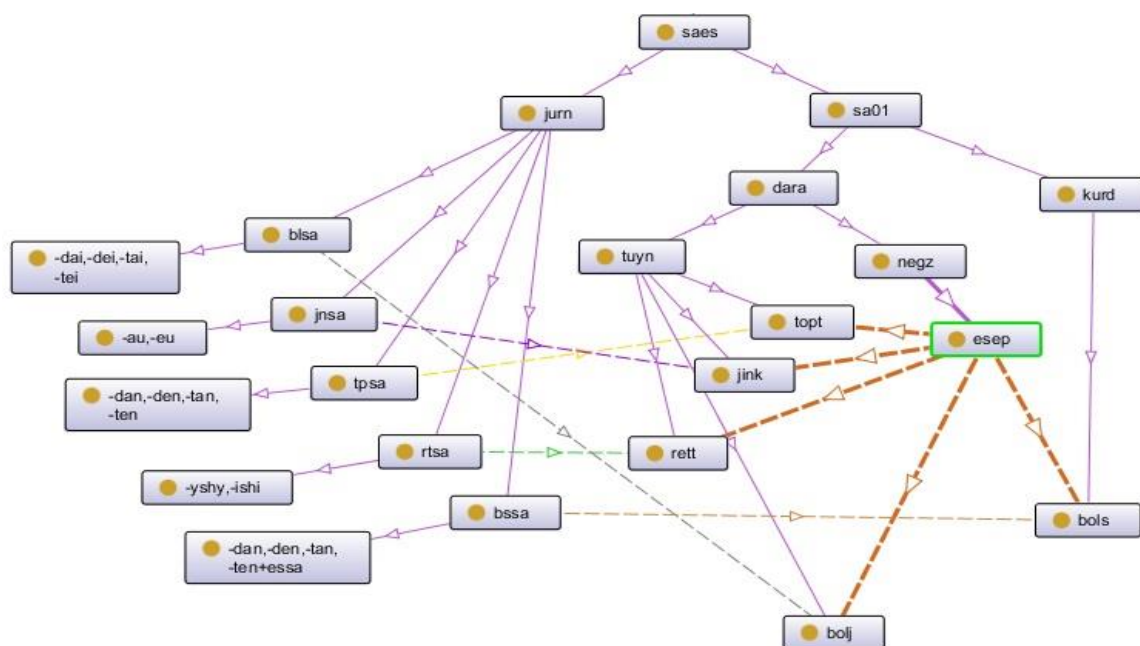 saes
jurn
sa01
dara
kurd
blsa
-dai,-dei,-tai,
-tei
tuyn
negz
jnsa
-au,-eu
topt
esep
tpsa
-dan,-den,-tan,
-ten
jink
rtsa
rett
-yshy,-ishi
bssa
bols
-dan,-den,-tan,
-ten+essa
bolj